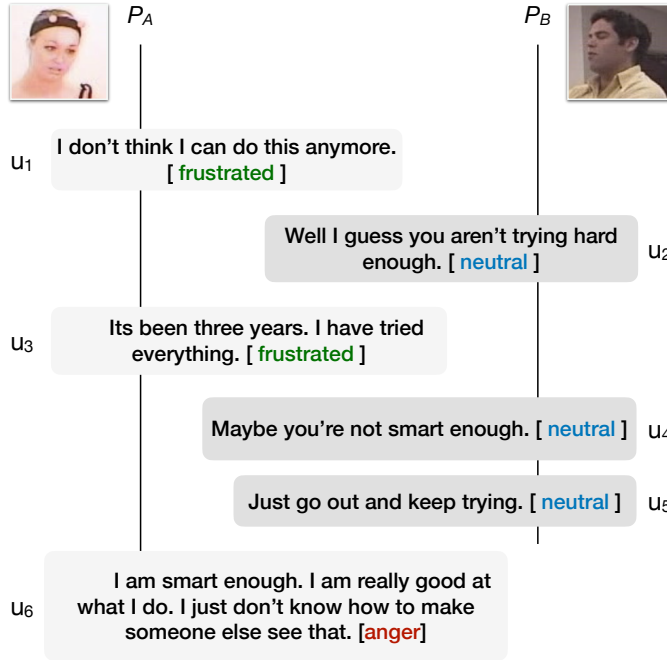 P_A P_B
u₁
I don't think I can do this anymore.
[ frustrated ]
Well I guess you aren't trying hard
enough. [ neutral ]
u₂
u₃
Its been three years. I have tried
everything. [ frustrated ]
Maybe you're not smart enough. [ neutral ]
u₄
Just go out and keep trying. [ neutral ]
u₅
u₆
I am smart enough. I am really good at
what I do. I just don't know how to make
someone else see that. [anger]